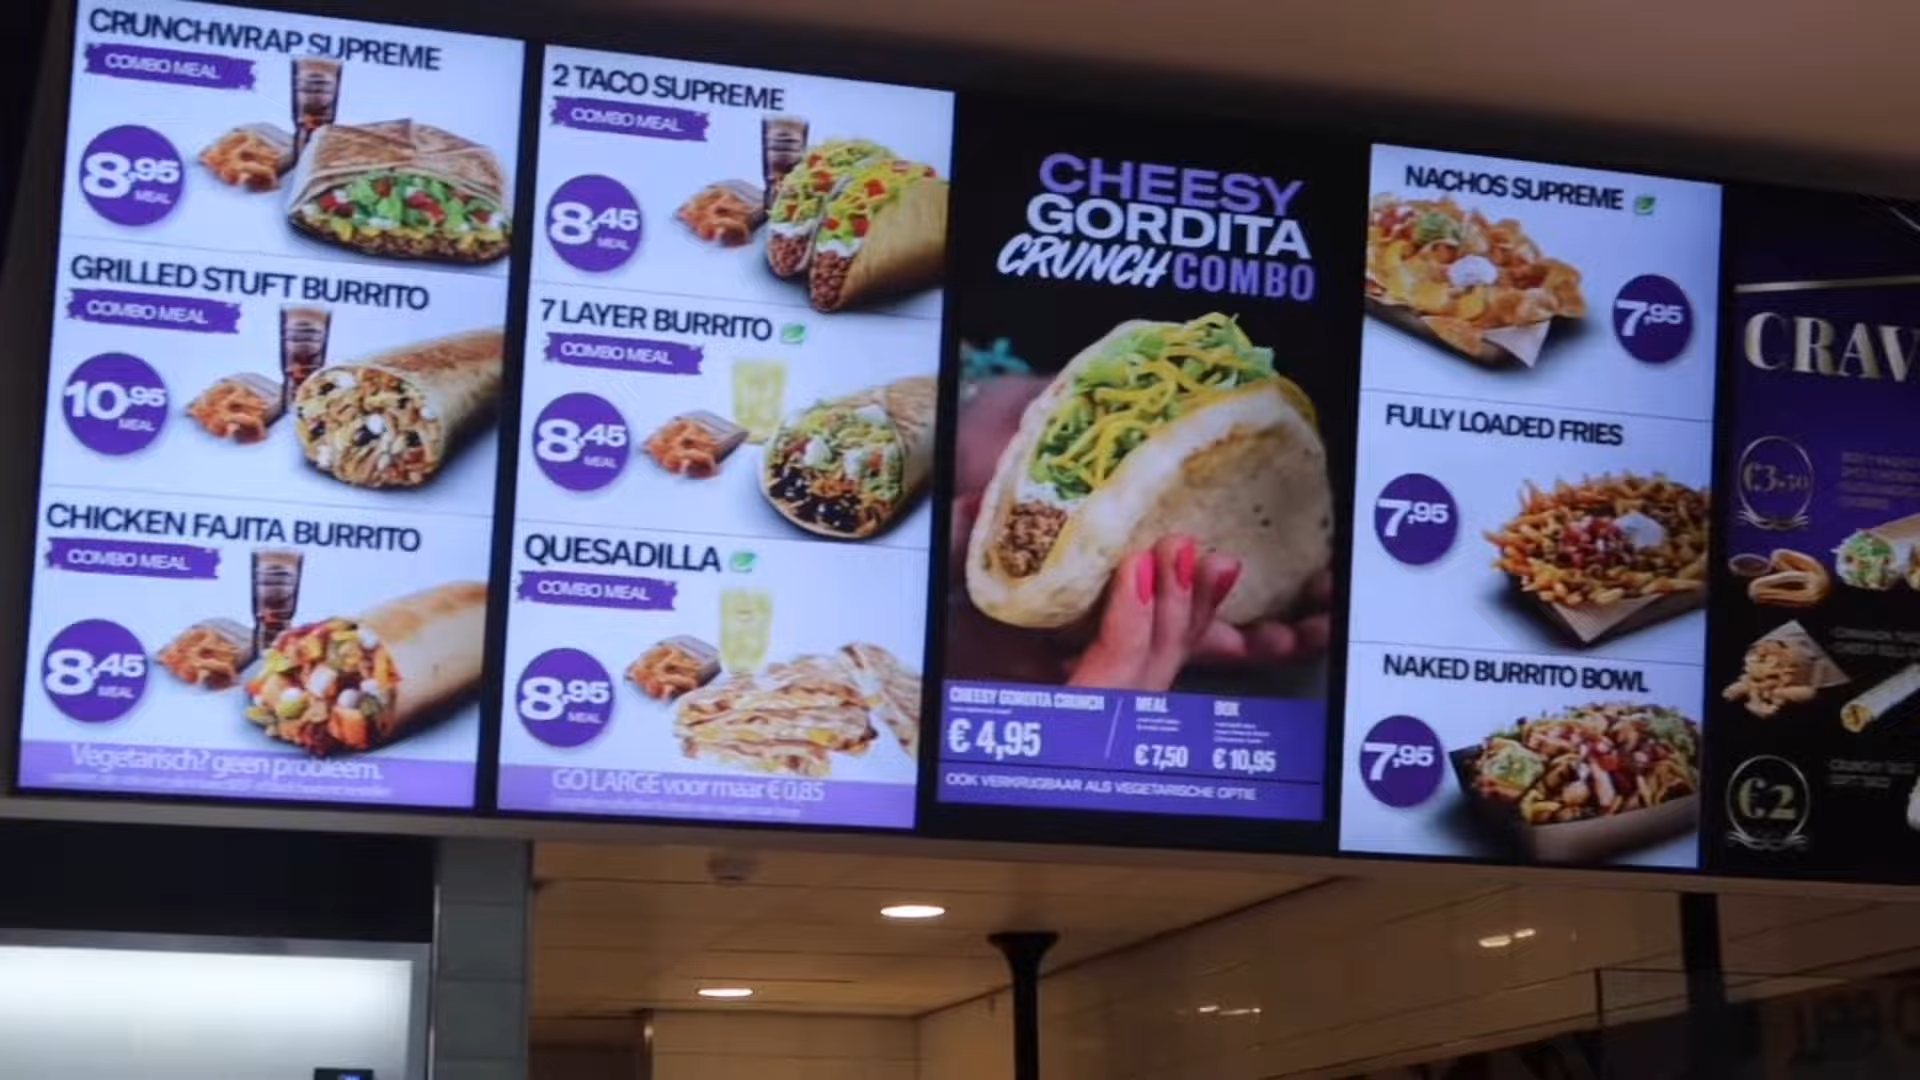 CRUNCHWRAP SUPREME
COMBO MEAL
8,95
MEAL
GRILLED STUFT BURRITO
COMBO MEAL
10,95
MEAL
CHICKEN FAJITA BURRITO
COMBO MEAL
8,45
MEAL
Vegetarisch? geen probleem.
2 TACO SUPREME
COMBO MEAL
8,45
MEAL
7 LAYER BURRITO
COMBO MEAL
8,45
MEAL
QUESADILLA
COMBO MEAL
8,95
MEAL
GO LARGE voor maar € 0,85
CHEESY
GORDITA
CRUNCH COMBO
CHEESY GORDITA CRUNCH
€ 4,95
MEAL
€ 7,50
BOX
€ 10,95
OOK VERKRIJGBAAR ALS VEGETARISCHE OPTIE
NACHOS SUPREME
7,95
FULLY LOADED FRIES
7,95
NAKED BURRITO BOWL
7,95
CRAV
€3.50
€2